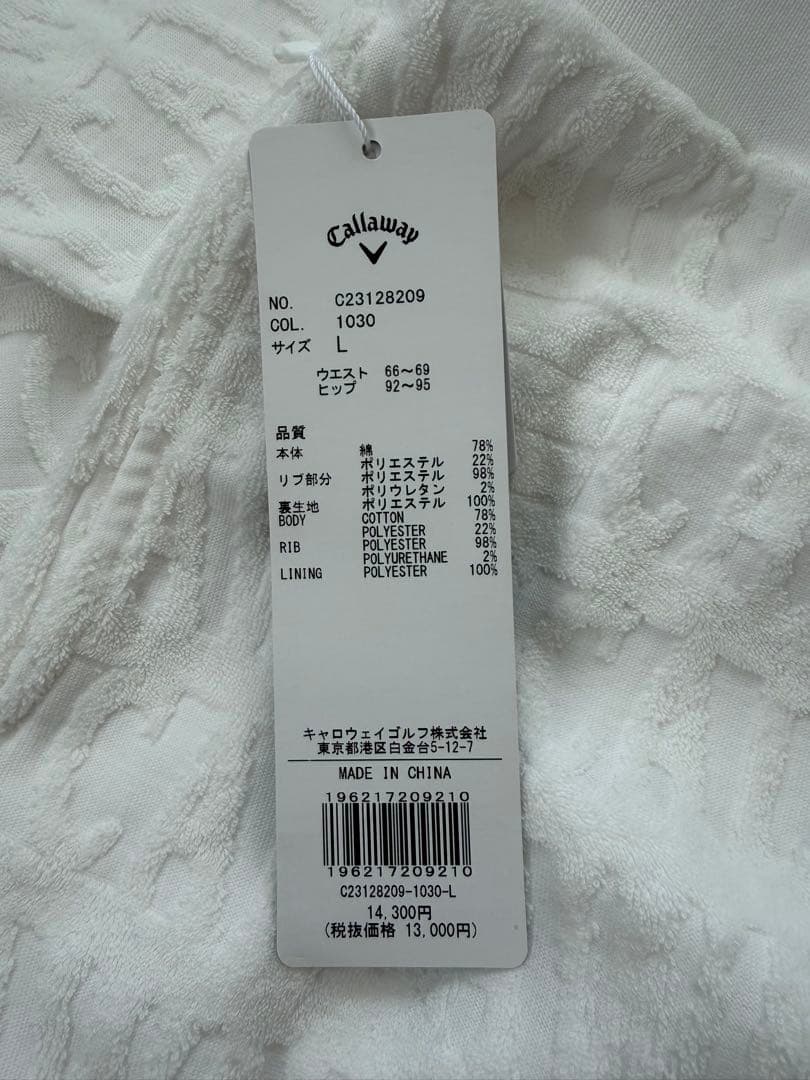 Callaway
NO. C23128209
COL. 1030
サイズ L
ウエスト 66〜69
ヒップ 92〜95
品質
本体 綿 78%
ポリエステル 22%
リブ部分 ポリエステル 98%
ポリウレタン 2%
裏生地 ポリエステル 100%
BODY COTTON 78%
POLYESTER 22%
RIB POLYESTER 98%
POLYURETHANE 2%
LINING POLYESTER 100%
キャロウェイゴルフ株式会社
東京都港区白金台5-12-7
MADE IN CHINA
196217209210
196217209210
C23128209-1030-L
14,300円
(税抜価格 13,000円)